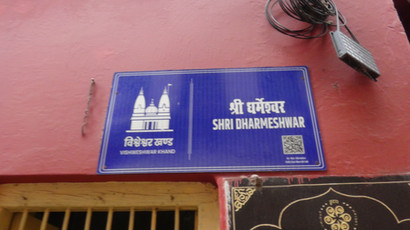 श्री धर्मेश्वर
SHRI DHARMESHWAR
विश्वेश्वर खण्ड
VISHWESHWAR KHAND